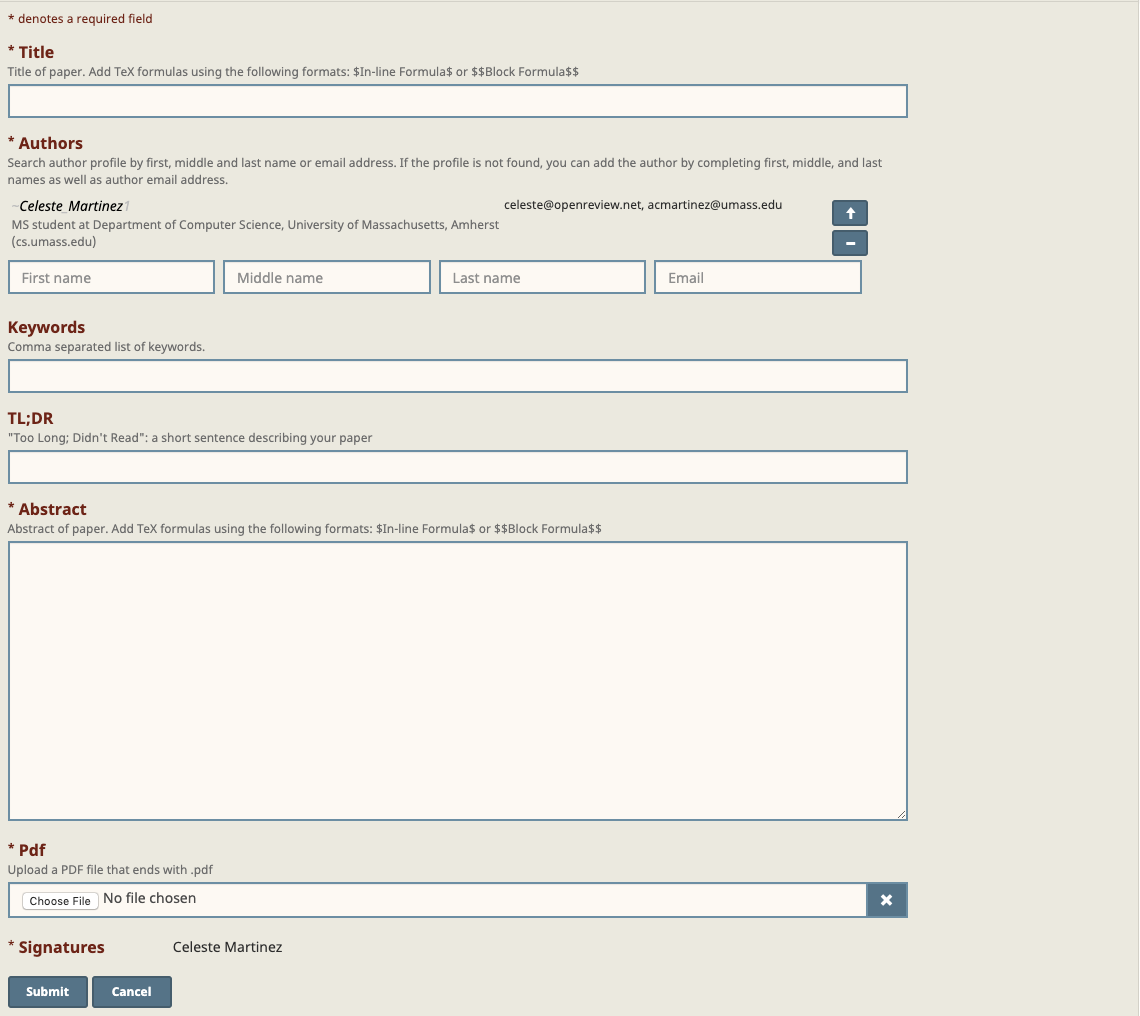 * denotes a required field
* Title
Title of paper. Add TeX formulas using the following formats: $In-line Formula$ or $$Block Formula$$
* Authors
Search author profile by first, middle and last name or email address. If the profile is not found, you can add the author by completing first, middle, and last
names as well as author email address.
~Celeste_Martinez1 celeste@openreview.net, acmartinez@umass.edu
MS student at Department of Computer Science, University of Massachusetts, Amherst
(cs.umass.edu)
First name Middle name Last name Email
Keywords
Comma separated list of keywords.
TL;DR
"Too Long; Didn't Read": a short sentence describing your paper
* Abstract
Abstract of paper. Add TeX formulas using the following formats: $In-line Formula$ or $$Block Formula$$
* Pdf
Upload a PDF file that ends with .pdf
Choose File No file chosen
* Signatures Celeste Martinez
Submit Cancel